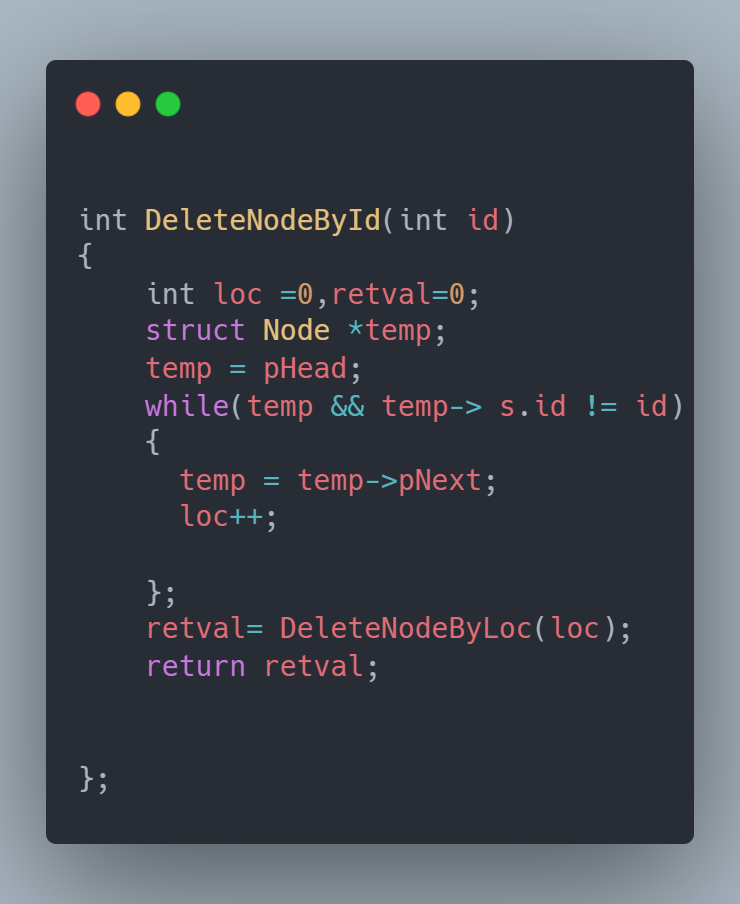 int DeleteNodeById(int id)
{
    int loc =0,retval=0;
    struct Node *temp;
    temp = pHead;
    while(temp && temp-> s.id != id)
    {
      temp = temp->pNext;
      loc++;
    };
    retval= DeleteNodeByLoc(loc);
    return retval;
};